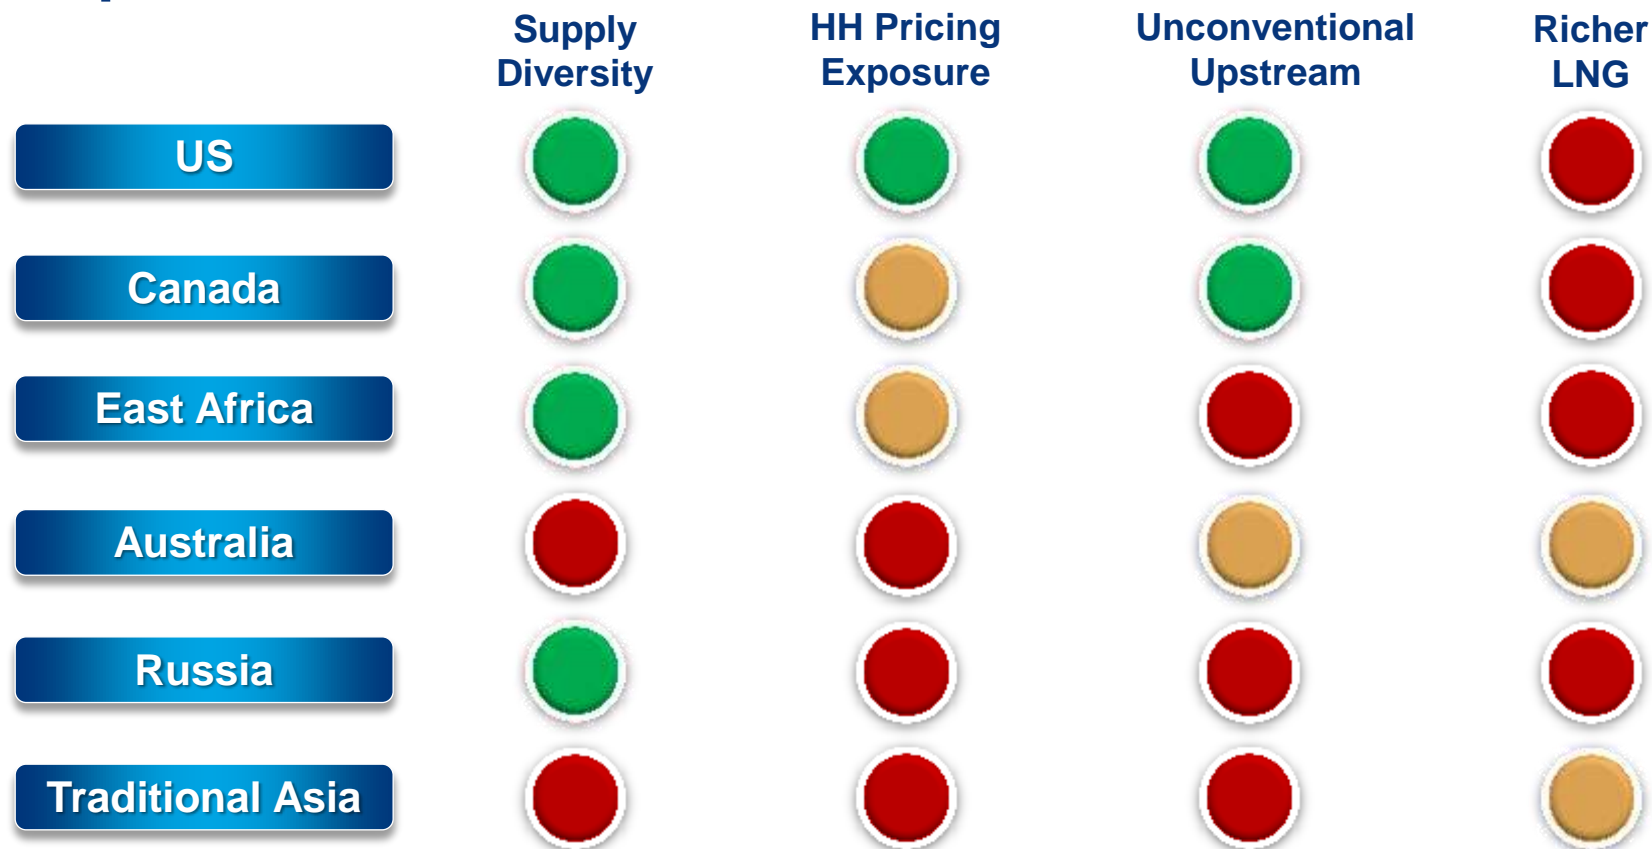 Supply
Diversity
HH Pricing
Exposure
Unconventional
Upstream
Richer
LNG
US
Canada
East Africa
Australia
Russia
Traditional Asia